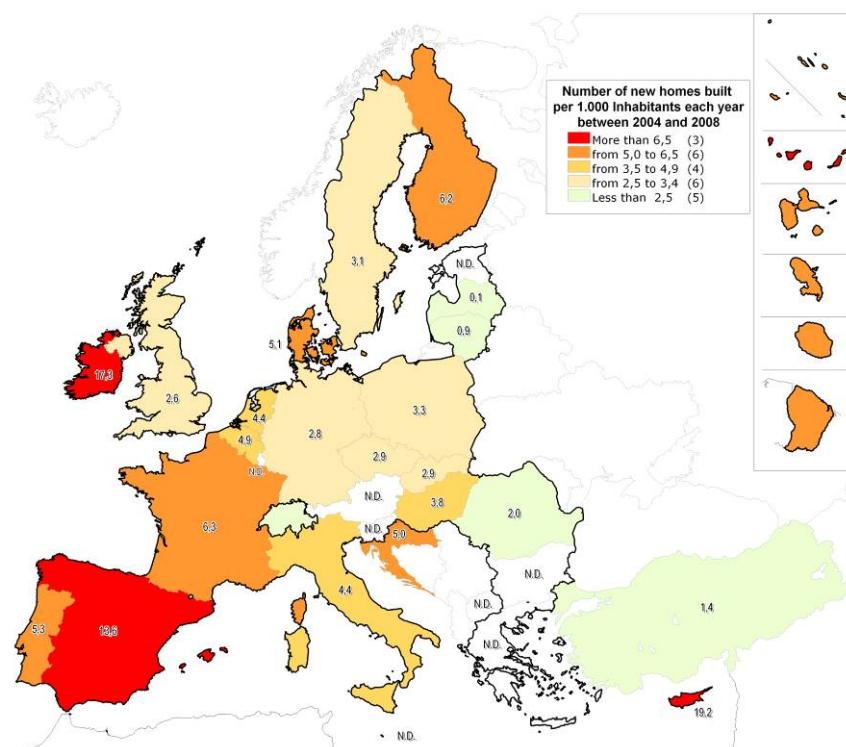 Number of new homes built
per 1.000 Inhabitants each year
between 2004 and 2008
More than 6,5 (3)
from 5,0 to 6,5 (6)
from 3,5 to 4,9 (4)
from 2,5 to 3,4 (6)
Less than 2,5 (5)
6,2
3,1
N.D.
0,1
0,9
5,1
17,3
2,6
4,4
4,9
N.D.
2,8
3,3
2,9
2,9
N.D.
3,8
N.D.
5,0
2,0
N.D.
6,3
4,4
N.D.
N.D.
1,4
5,3
13,6
19,2
N.D.